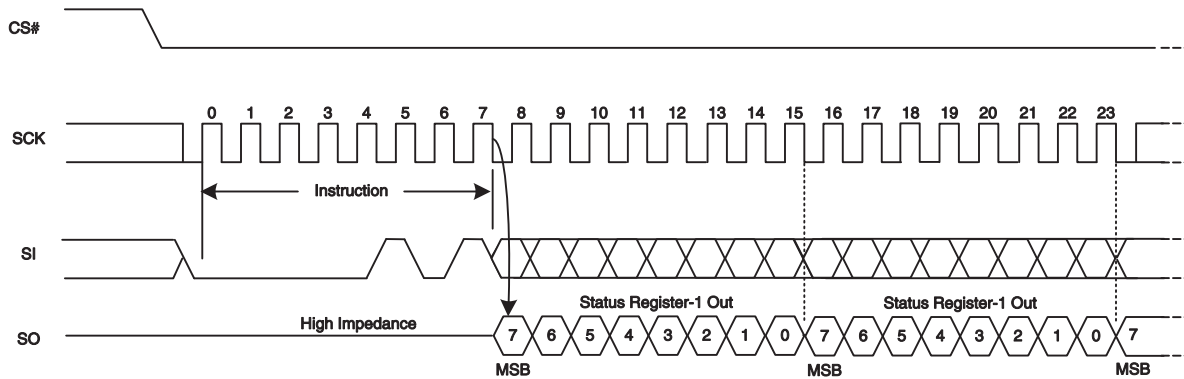 CS#
0 1 2 3 4 5 6 7 8 9 10 11 12 13 14 15 16 17 18 19 20 21 22 23
SCK
Instruction
SI
Status Register-1 Out Status Register-1 Out
High Impedance
SO 7 6 5 4 3 2 1 0 7 6 5 4 3 2 1 0 7
MSB MSB MSB